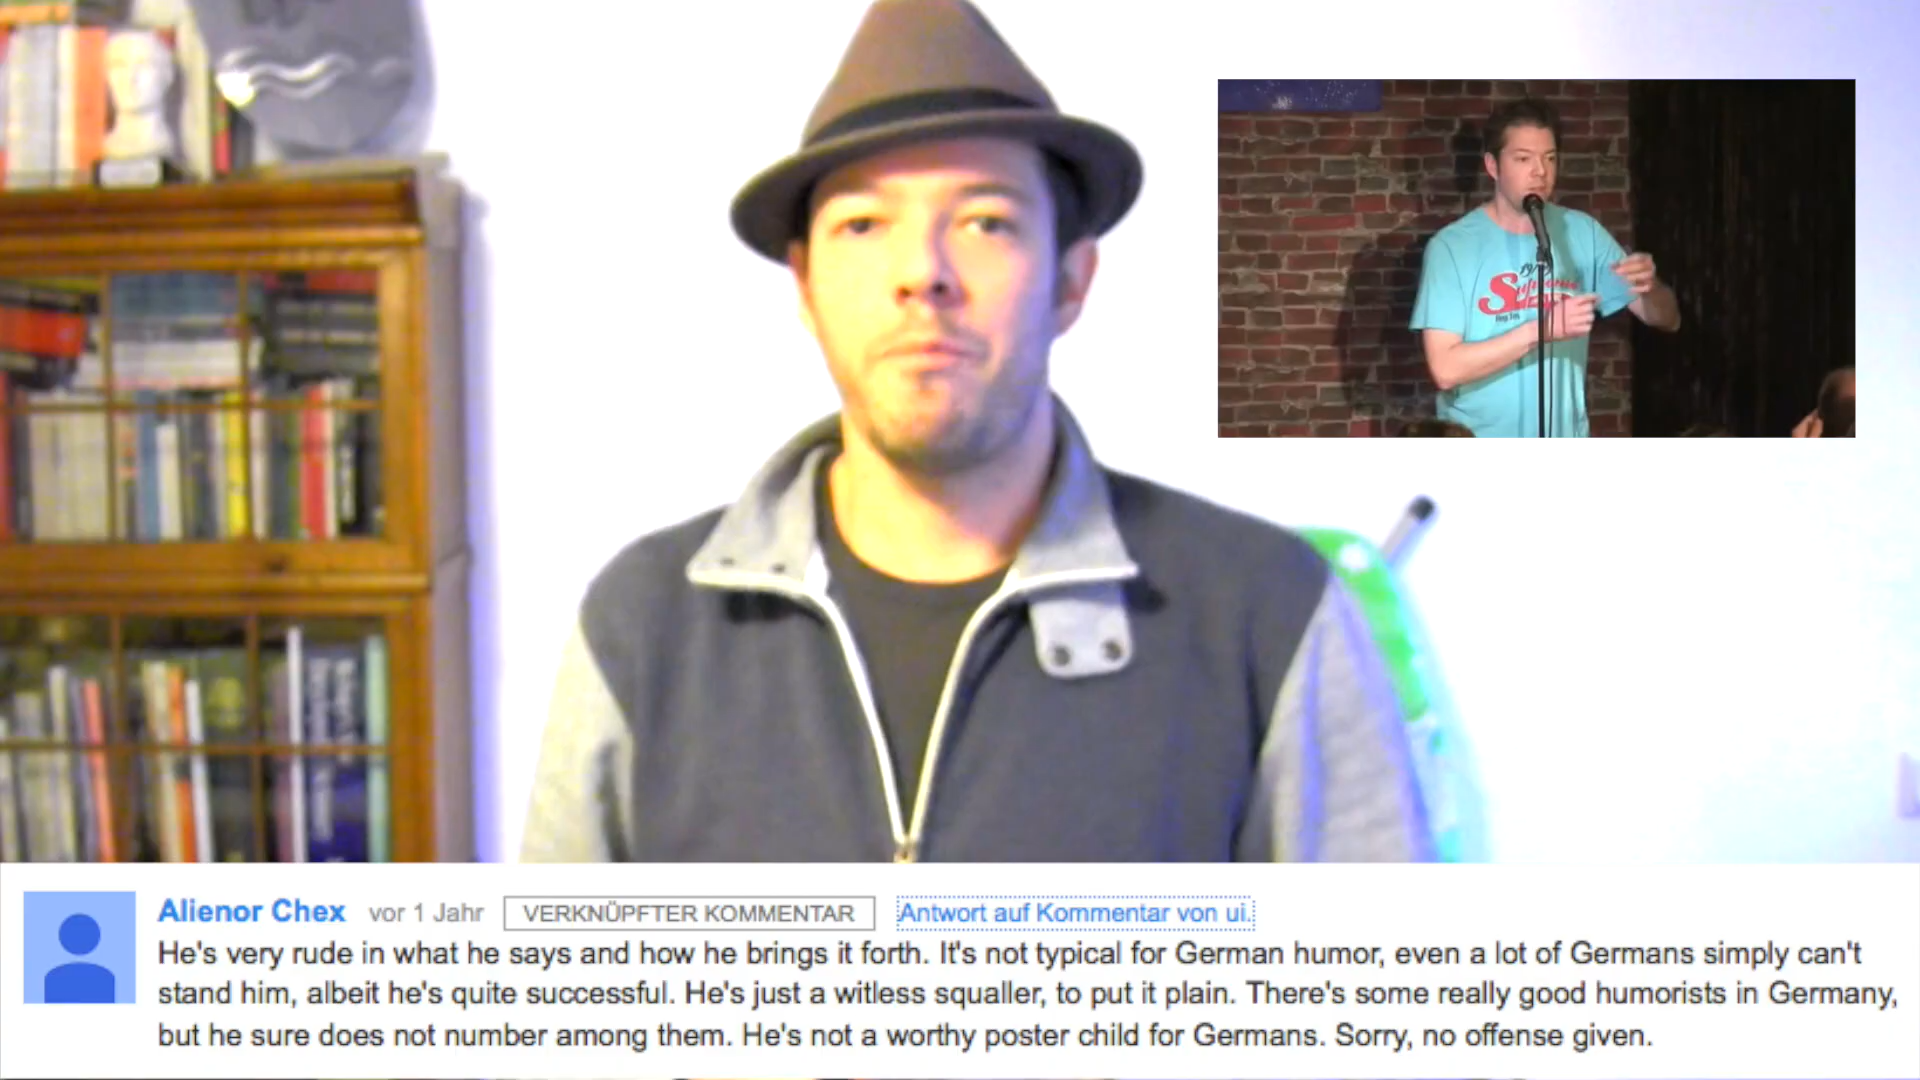 Alienor Chex vor 1 Jahr VERKNÜPFTER KOMMENTAR Antwort auf Kommentar von ui.
He's very rude in what he says and how he brings it forth. It's not typical for German humor, even a lot of Germans simply can't
stand him, albeit he's quite successful. He's just a witless squaller, to put it plain. There's some really good humorists in Germany,
but he sure does not number among them. He's not a worthy poster child for Germans. Sorry, no offense given.